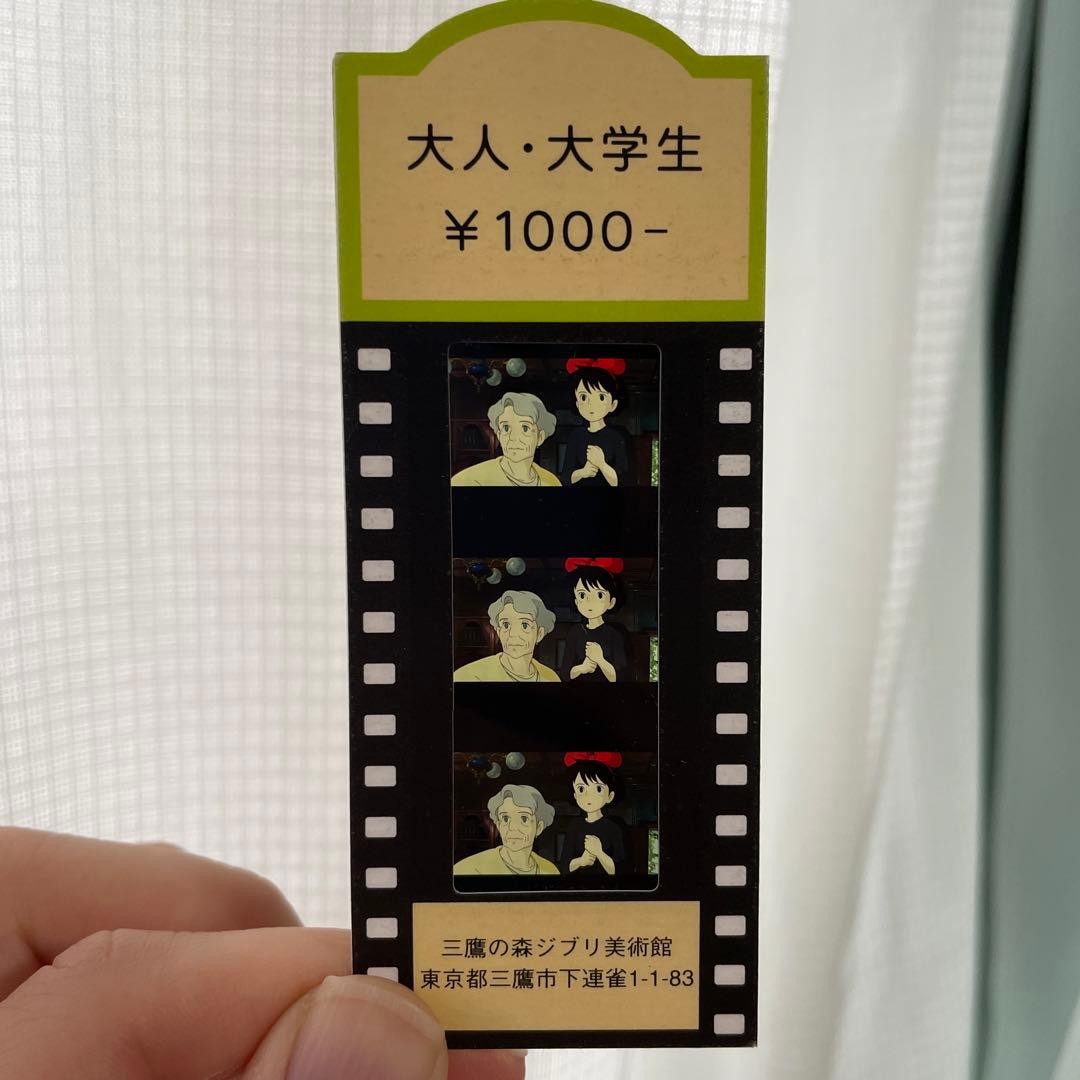 大人・大学生
￥1000-
三鷹の森ジブリ美術館
東京都三鷹市下連雀1-1-83